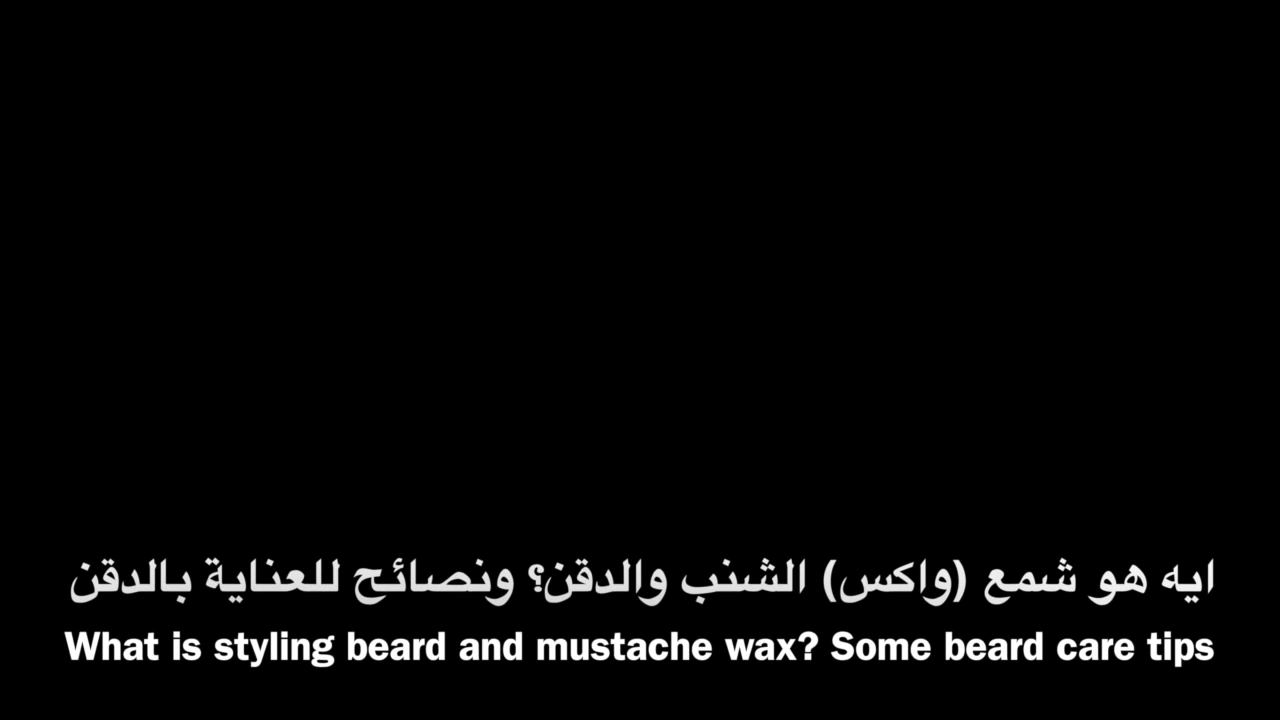 ايه هو شمع (واكس) الشنب والدقن؟ ونصائح للعناية بالدقن
What is styling beard and mustache wax? Some beard care tips